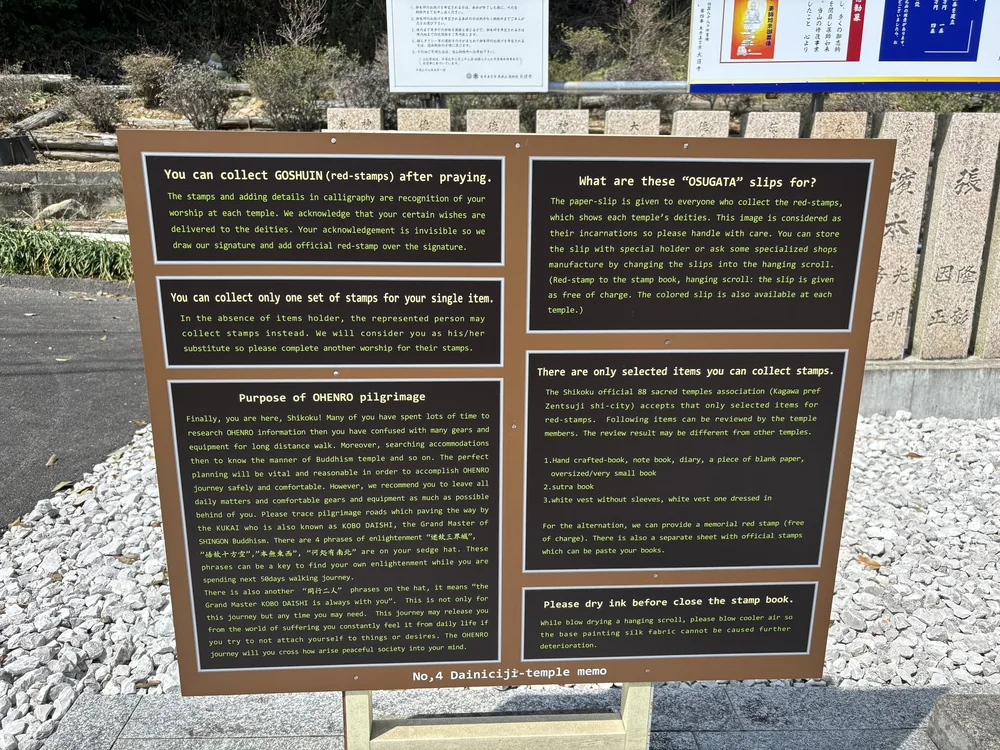 You can collect GOSHUIN(red-stamps) after praying.
The stamps and adding details in calligraphy are recognition of your
worship at each temple. We acknowledge that your certain wishes are
delivered to the deities. Your acknowledgement is invisible so we
draw our signature and add official red-stamp over the signature.
You can collect only one set of stamps for your single item.
In the absence of items holder, the represented person may
collect stamps instead. We will consider you as his/her
substitute so please complete another worship for their stamps.
Purpose of OHENRO pilgrimage
Finally, you are here, Shikoku! Many of you have spent lots of time to
research OHENRO information then you have confused with many gears and
equipment for long distance walk. Moreover, searching accommodations
then to know the manner of Buddhism temple and so on. The perfect
planning will be vital and reasonable in order to accomplish OHENRO
journey safely and comfortable. However, we recommend you to leave all
daily matters and comfortable gears and equipment as much as possible
behind of you. Please trace pilgrimage roads which paving the way by
the KUKAI who is also known as KOBO DAISHI, the Grand Master of
SHINGON Buddhism. There are 4 phrases of enlightenment "迷故三界城",
"悟故十方空","本無東西", "何処有南北" are on your sedge hat. These
phrases can be a key to find your own enlightenment while you are
spending next 50days walking journey.
There is also another "同行二人" phrases on the hat, it means "the
Grand Master KOBO DAISHI is always with you". This is not only for
this journey but any time you may need. This journey may release you
from the world of suffering you constantly feel it from daily life if
you try to not attach yourself to things or desires. The OHENRO
journey will you cross how arise peaceful society into your mind.
What are these "OSUGATA" slips for?
The paper-slip is given to everyone who collect the red-stamps,
which shows each temple's deities. This image is considered as
their incarnations so please handle with care. You can store
the slip with special holder or ask some specialized shops
manufacture by changing the slips into the hanging scroll.
(Red-stamp to the stamp book, hanging scroll: the slip is given
as free of charge. The colored slip is also available at each
temple.)
There are only selected items you can collect stamps.
The Shikoku official 88 sacred temples association (Kagawa pref
Zentsuji shi-city) accepts that only selected items for
red-stamps. Following items can be reviewed by the temple
members. The review result may be different from other temples.
1.Hand crafted-book, note book, diary, a piece of blank paper,
oversized/very small book
2.sutra book
3.white vest without sleeves, white vest one dressed in
For the alternation, we can provide a memorial red stamp (free
of charge). There is also a separate sheet with official stamps
which can be paste your books.
Please dry ink before close the stamp book.
While blow drying a hanging scroll, please blow cooler air so
the base painting silk fabric cannot be caused further
deterioration.
No,4 Dainiciji-temple memo